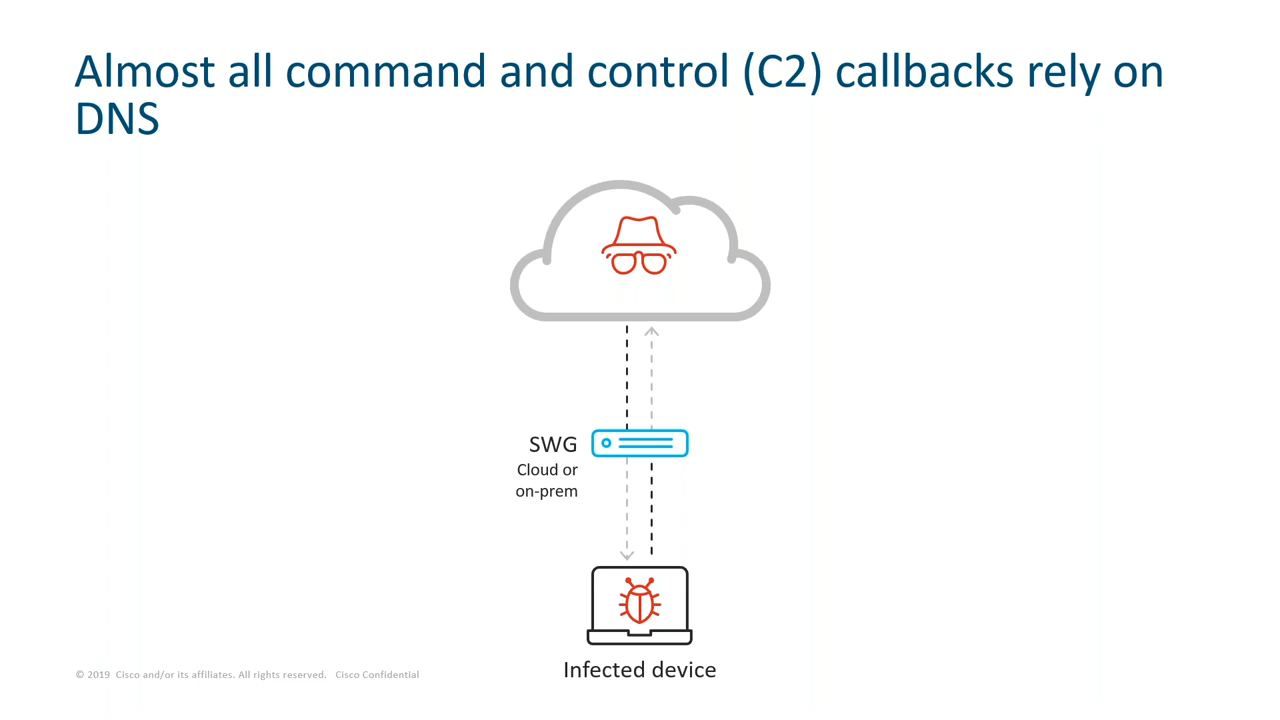 Almost all command and control (C2) callbacks rely on
DNS
SWG
Cloud or
on-prem
Infected device
© 2019 Cisco and/or its affiliates. All rights reserved. Cisco Confidential